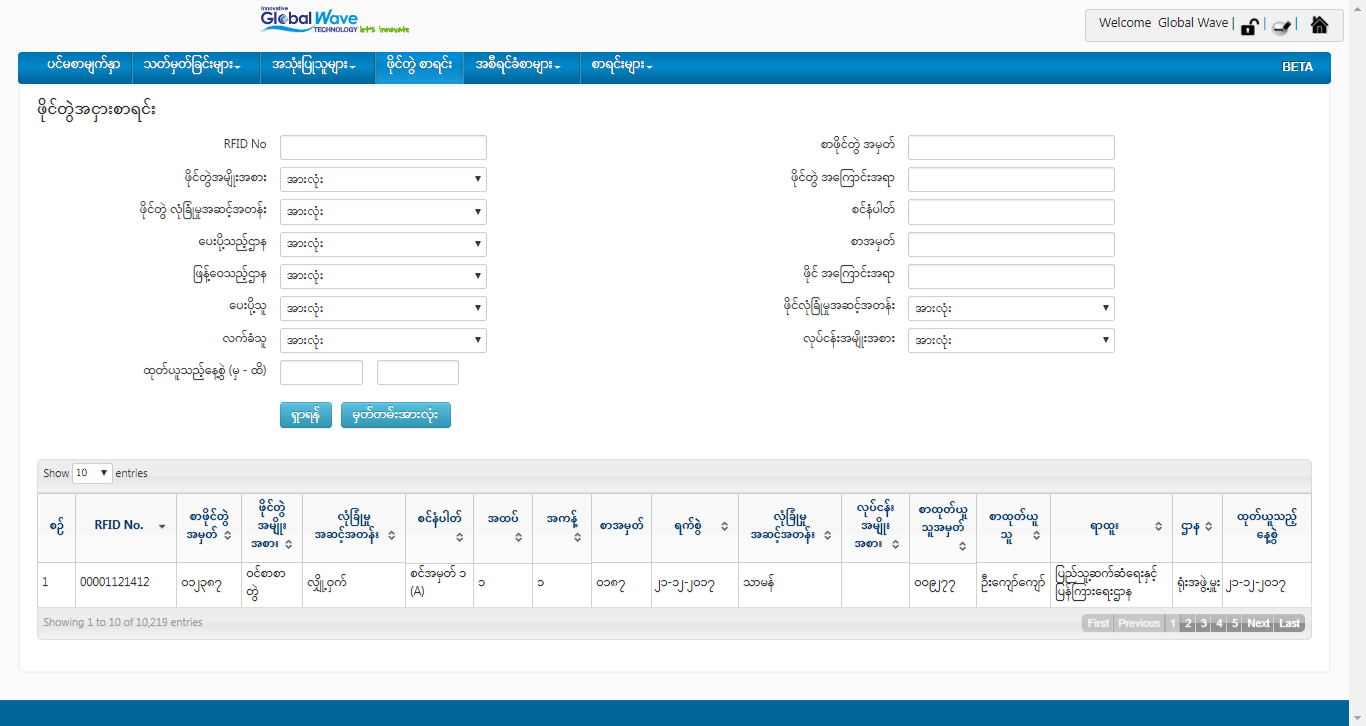 Innovative
Global Wave
TECHNOLOGY let's innovate
Welcome Global Wave | | |
ပင်မစာမျက်နှာ သတ်မှတ်ခြင်းများ အသုံးပြုသူများ ဖိုင်တွဲ စာရင်း အစီရင်ခံစာများ စာရင်းများ BETA
ဖိုင်တွဲအငှားစာရင်း
RFID No စာဖိုင်တွဲ အမှတ်
ဖိုင်တွဲအမျိုးအစား အားလုံး ဖိုင်တွဲ အကြောင်းအရာ
ဖိုင်တွဲ လုံခြုံမှုအဆင့်အတန်း အားလုံး စင်နံပါတ်
ပေးပို့သည့်ဌာန အားလုံး စာအမှတ်
ဖြန့်ဝေသည့်ဌာန အားလုံး ဖိုင် အကြောင်းအရာ
ပေးပို့သူ အားလုံး ဖိုင်လုံခြုံမှုအဆင့်အတန်း အားလုံး
လက်ခံသူ အားလုံး လုပ်ငန်းအမျိုးအစား အားလုံး
ထုတ်ယူသည့်နေ့စွဲ (မှ - ထိ)
ရှာရန် မှတ်တမ်းအားလုံး
Show 10 entries
စဉ် RFID No. စာဖိုင်တွဲ အမှတ် ဖိုင်တွဲ အမျိုး အစား လုံခြုံမှု အဆင့်အတန်း စင်နံပါတ် အထပ် အကန့် စာအမှတ် ရက်စွဲ လုံခြုံမှု အဆင့်အတန်း လုပ်ငန်း အမျိုး အစား စာထုတ်ယူ သူအမှတ် စာထုတ်ယူ သူ ရာထူး ဌာန ထုတ်ယူသည့် နေ့စွဲ
1 00001121412 ၀၁၂၃၈၇ ဝင်စာစာ တွဲ လျှို့ဝှက် စင်အမှတ် ၁ (A) ၁ ၁ ၀၁၈၇ ၂၁-၁၂-၂၀၁၇ သာမန် ၀၀၉၂၇၇ ဦးကျော်ကျော် ပြည်သူ့ဆက်ဆံရေးနှင့် ပြန်ကြားရေးဌာန ရုံးအဖွဲ့မှူး ၂၁-၁၂-၂၀၁၇
Showing 1 to 10 of 10,219 entries First Previous 1 2 3 4 5 Next Last